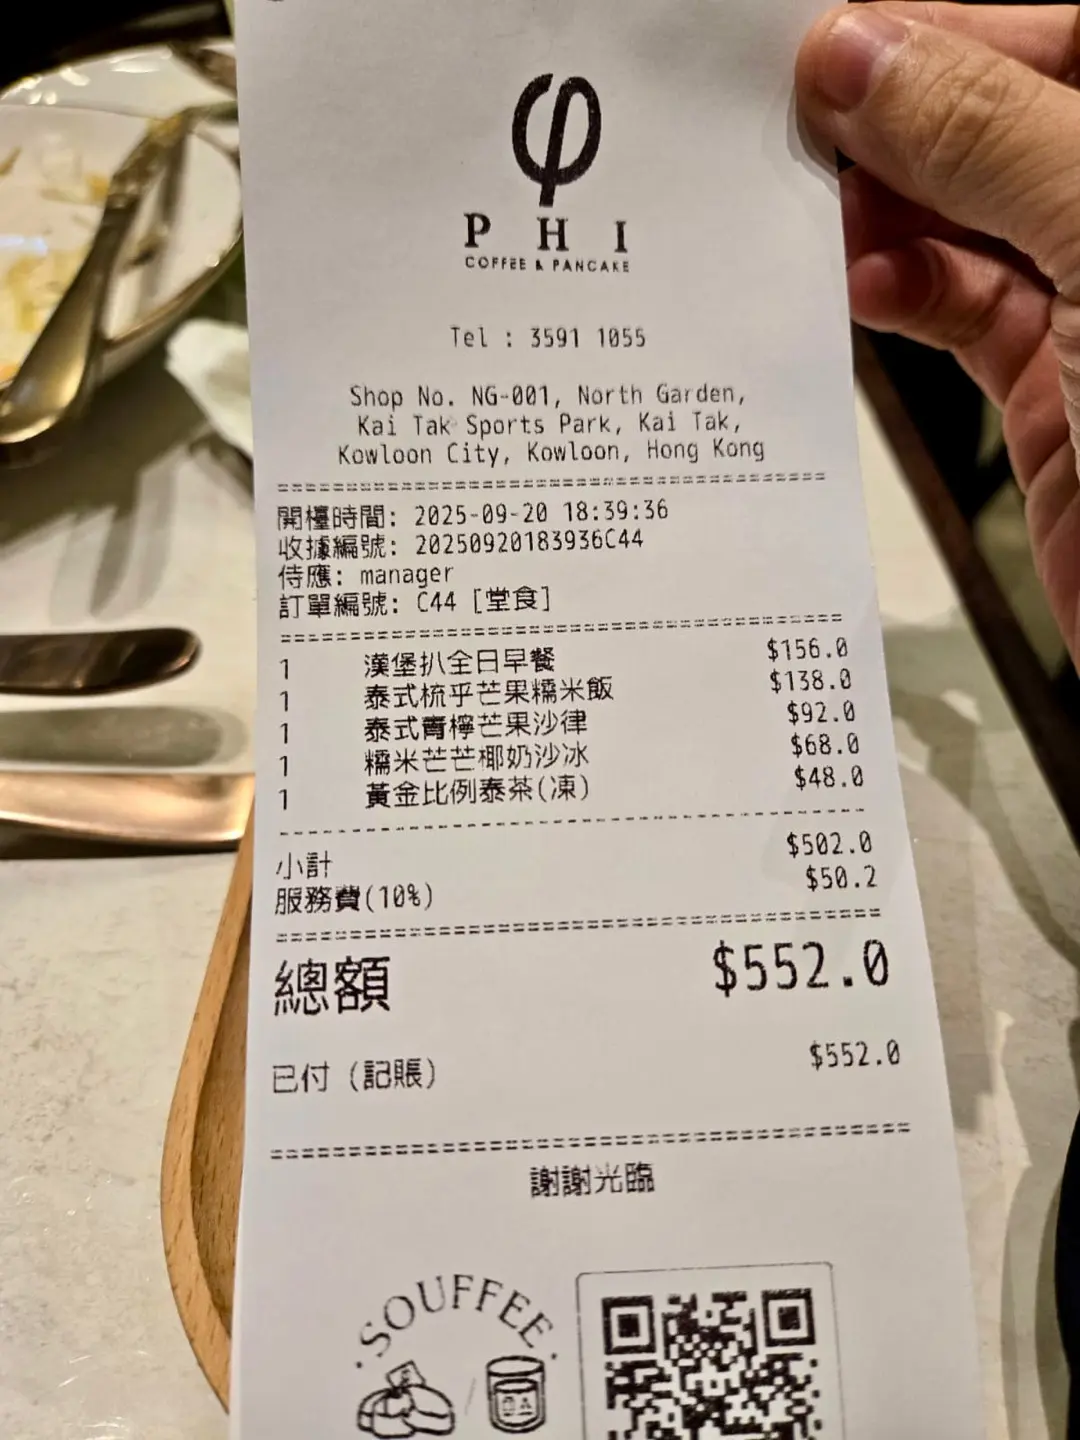 φ
PHI
COFFEE & PANCAKE
Tel : 3591 1055
Shop No. NG-001, North Garden,
Kai Tak Sports Park, Kai Tak,
Kowloon City, Kowloon, Hong Kong
開檯時間: 2025-09-20 18:39:36
收據編號: 20250920183936C44
侍應: manager
訂單編號: C44 [堂食]
1 漢堡扒全日早餐 $156.0
1 泰式梳乎芒果糯米飯 $138.0
1 泰式青檸芒果沙律 $92.0
1 糯米芒芒椰奶沙冰 $68.0
1 黃金比例泰茶(凍) $48.0
小計 $502.0
服務費(10%) $50.2
總額 $552.0
已付 (記賬) $552.0
謝謝光臨
·SOUFFEE·